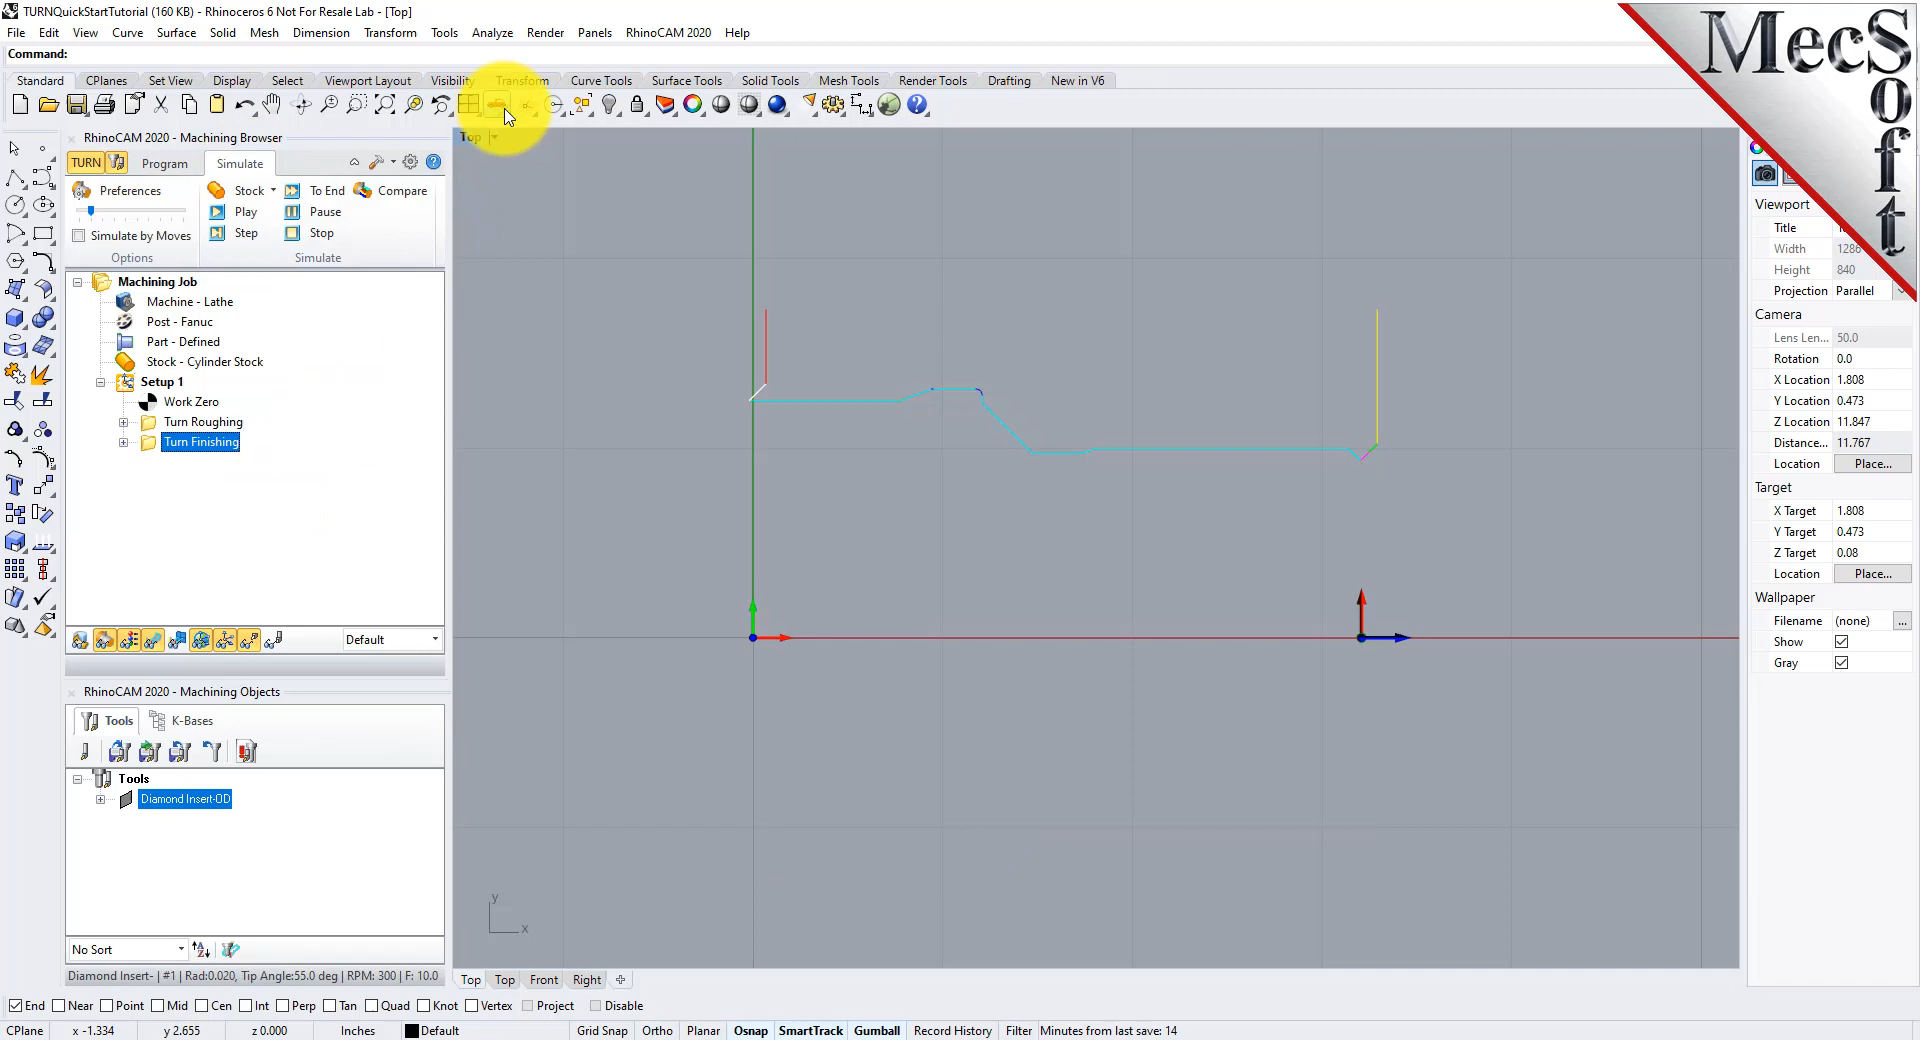 TURNQuickStartTutorial (160 KB) - Rhinoceros 6 Not For Resale Lab - [Top]
File Edit View Curve Surface Solid Mesh Dimension Transform Tools Analyze Render Panels RhinoCAM 2020 Help
Command:
Standard CPlanes Set View Display Select Viewport Layout Visibility Transform Curve Tools Surface Tools Solid Tools Mesh Tools Render Tools Drafting New in V6
MecSoft
RhinoCAM 2020 - Machining Browser
TURN Program Simulate
Preferences Stock To End Compare
Play Pause
Simulate by Moves Step Stop
Options Simulate
Machining Job
Machine - Lathe
Post - Fanuc
Part - Defined
Stock - Cylinder Stock
Setup 1
Work Zero
Turn Roughing
Turn Finishing
Default
RhinoCAM 2020 - Machining Objects
Tools K-Bases
Tools
Diamond Insert-OD
No Sort
Diamond Insert- | #1 | Rad:0.020, Tip Angle:55.0 deg | RPM: 300 | F: 10.0
Top
y
x
Top Top Front Right
Viewport
Title
Width 1286
Height 840
Projection Parallel
Camera
Lens Len... 50.0
Rotation 0.0
X Location 1.808
Y Location 0.473
Z Location 11.847
Distance... 11.767
Location Place...
Target
X Target 1.808
Y Target 0.473
Z Target 0.08
Location Place...
Wallpaper
Filename (none) ...
Show
Gray
End Near Point Mid Cen Int Perp Tan Quad Knot Vertex Project Disable
CPlane x -1.334 y 2.655 z 0.000 Inches Default Grid Snap Ortho Planar Osnap SmartTrack Gumball Record History Filter Minutes from last save: 14